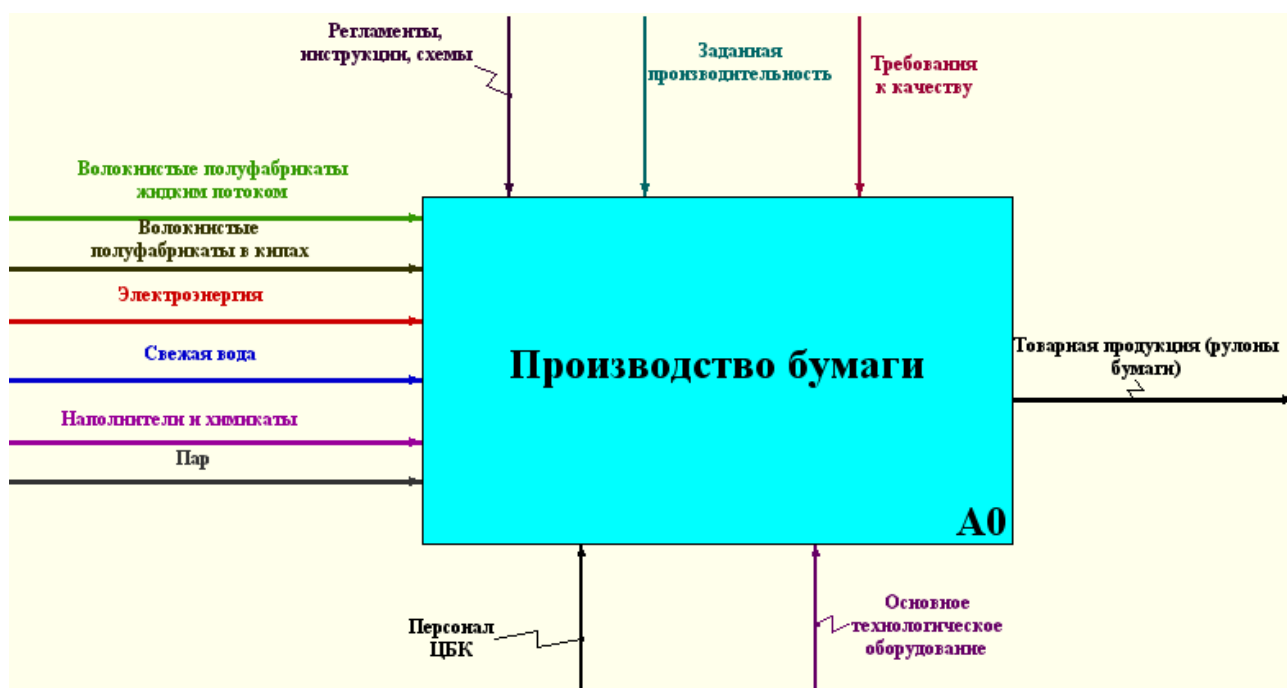 Регламенты,
инструкции, схемы
Заданная
производительность
Требования
к качеству
Волокнистые полуфабрикаты
жидким потоком
Волокнистые
полуфабрикаты в кипах
Электроэнергия
Свежая вода
Наполнители и химикаты
Пар
Производство бумаги
A0
Товарная продукция (рулоны
бумаги)
Персонал
ЦБК
Основное
технологическое
оборудование